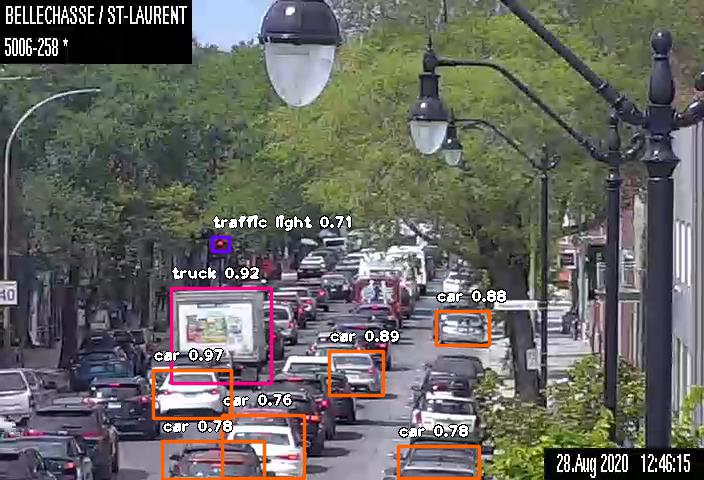 BELLECHASSE / ST-LAURENT
5006-258 *
traffic light 0.71
truck 0.92
car 0.88
car 0.89
car 0.97
car 0.76
car 0.78
car 0.78
40
28.Aug 2020 12:46:15